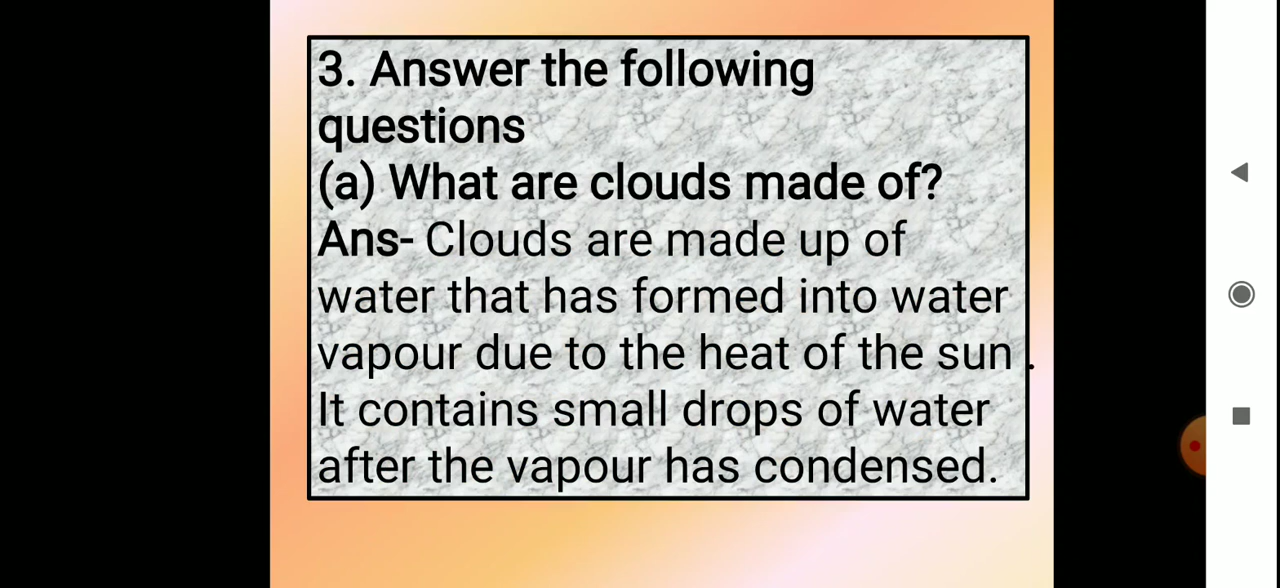 3. Answer the following
questions
(a) What are clouds made of?
Ans- Clouds are made up of
water that has formed into water
vapour due to the heat of the sun .
It contains small drops of water
after the vapour has condensed.